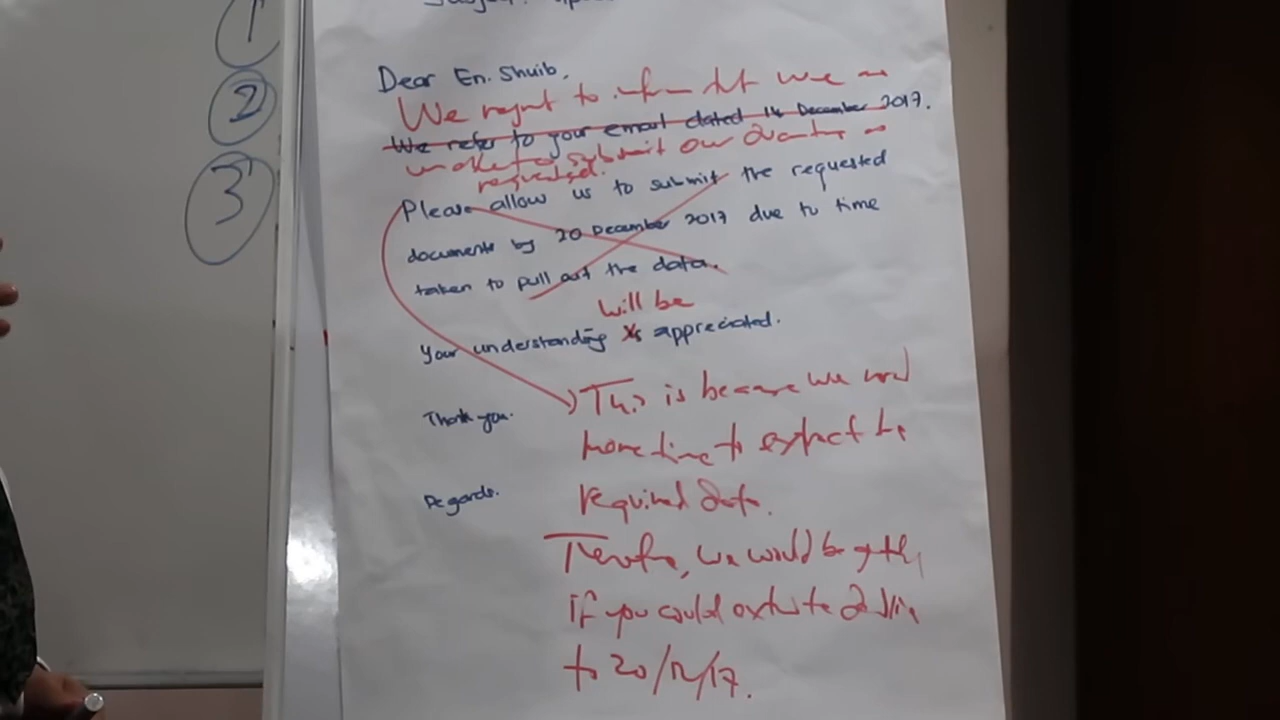 1
2
3
Dear En. Shuib,
We regret to inform that we are
We refer to your email dated 14 December 2017.
unable to submit our
requested.
Please allow us to submit the requested
documents by 20 December 2017 due to time
taken to pull out the data.
will be
Your understanding is appreciated.
This is because we need
Thank you.
more time to extract the
required data.
Regards.
Therefore, we would be grateful
if you could extend the deadline
to 20/12/17.